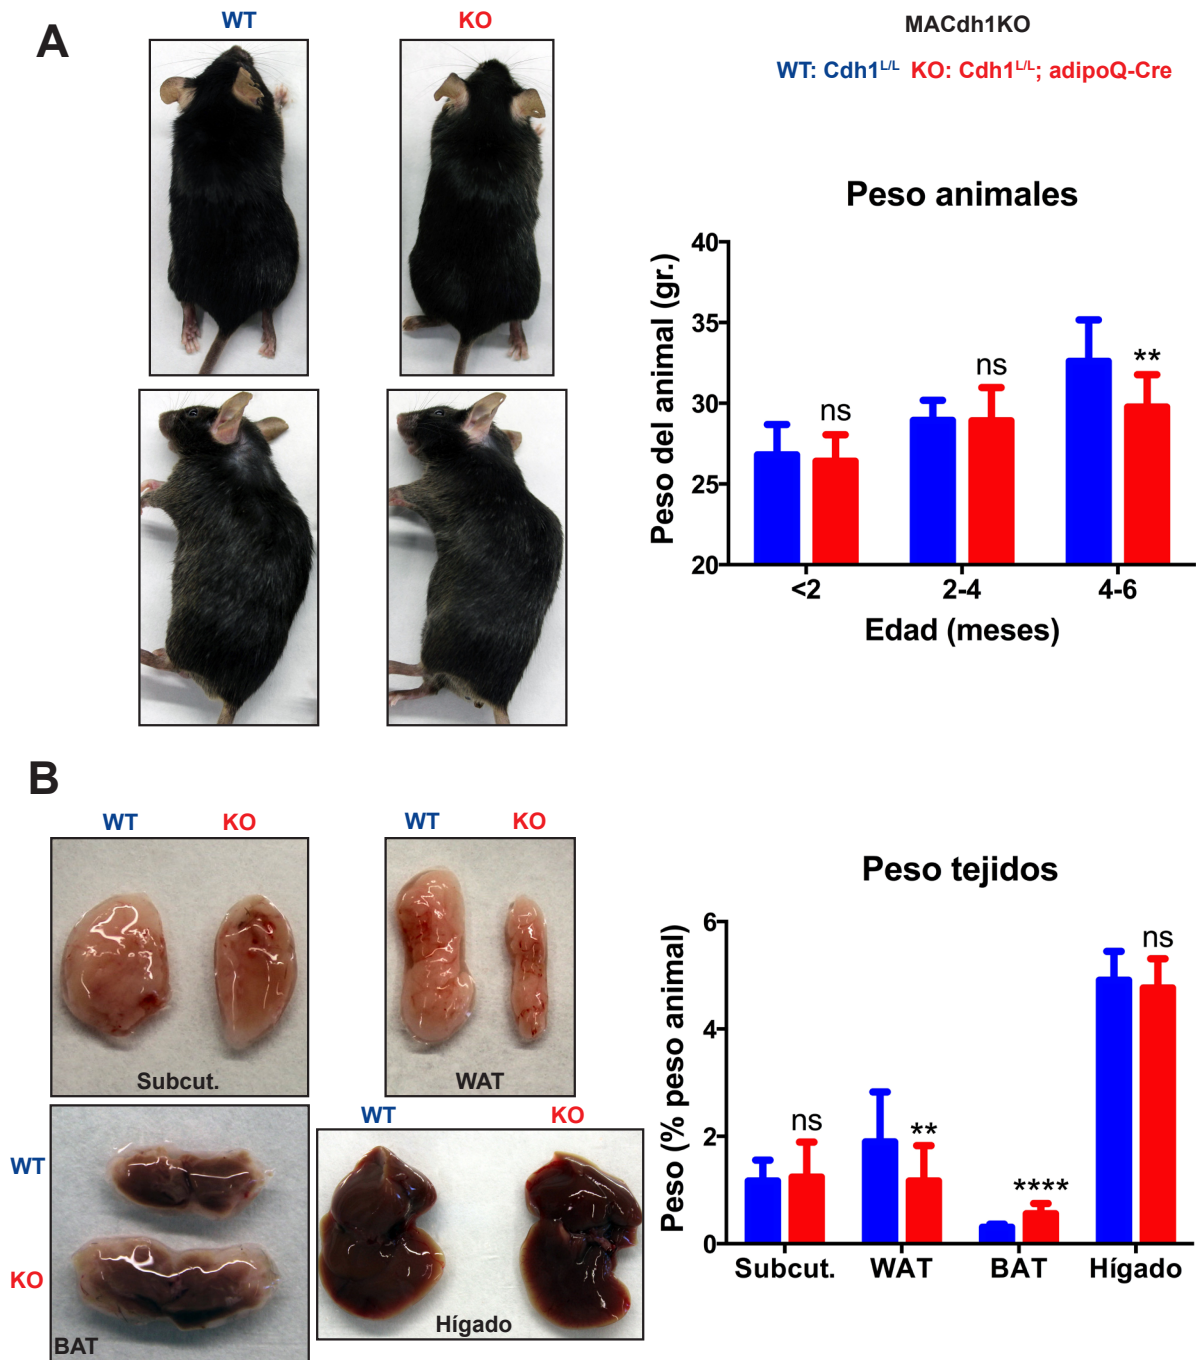 A
WT
KO
MACdh1KO
WT: Cdh1L/L KO: Cdh1L/L; adipoQ-Cre
Peso animales
Peso del animal (gr.)
40
35
30
25
20
ns
ns
**
<2
2-4
4-6
Edad (meses)
B
WT
KO
Subcut.
WT
KO
WAT
WT
KO
BAT
WT
KO
Hígado
Peso tejidos
Peso (% peso animal)
6
4
2
0
ns
**
****
ns
Subcut.
WAT
BAT
Hígado